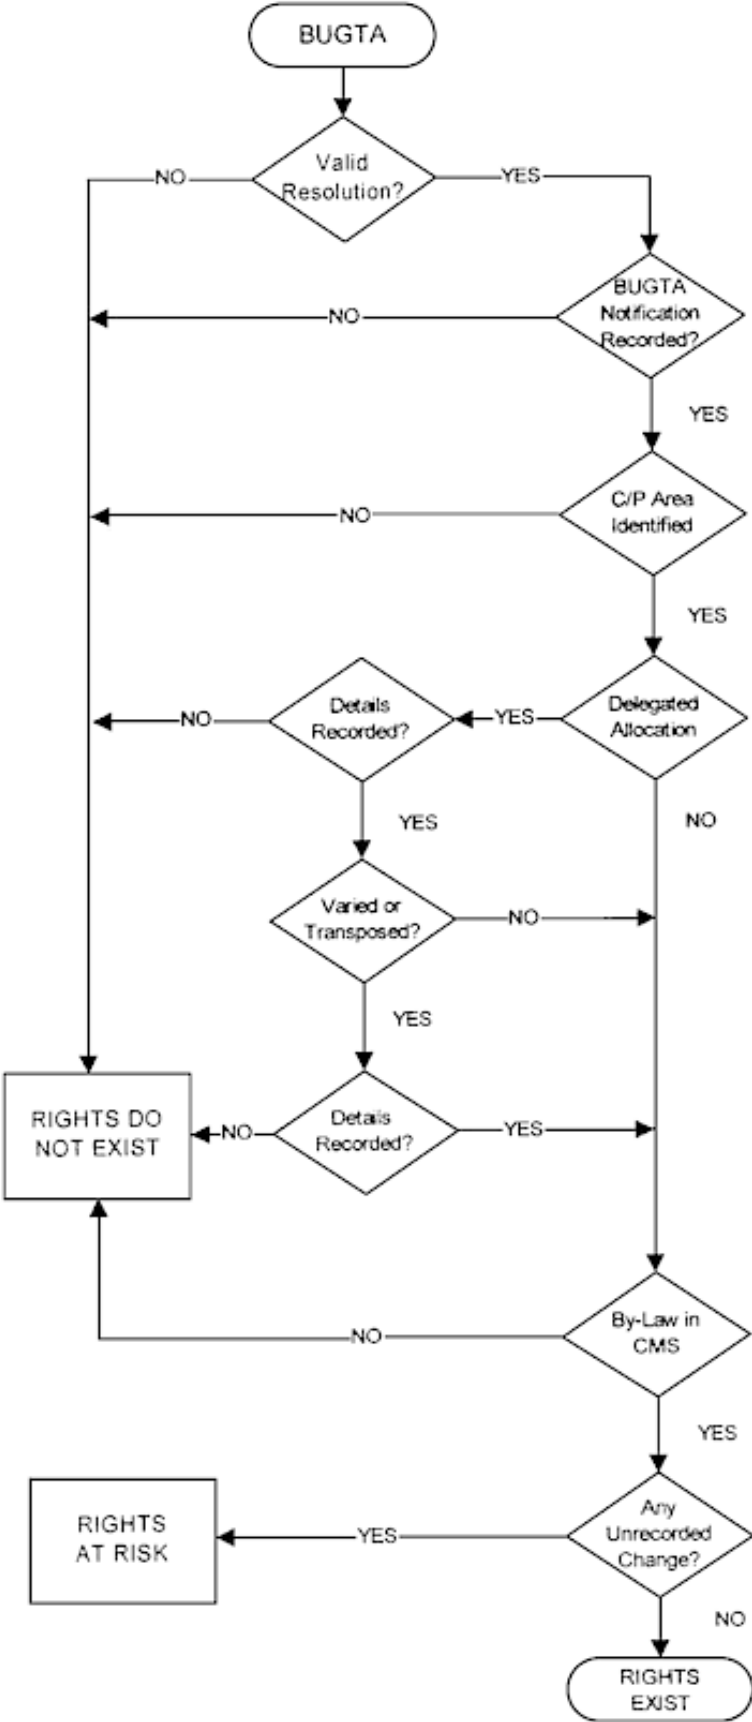 BUGTA
Valid
Resolution?
NO
YES
BUGTA
Notification
Recorded?
NO
YES
C/P Area
Identified
NO
YES
Delegated
Allocation
YES
Details
Recorded?
NO
YES
NO
Varied or
Transposed?
NO
YES
RIGHTS DO
NOT EXIST
NO
Details
Recorded?
YES
By-Law in
CMS
NO
YES
Any
Unrecorded
Change?
YES
RIGHTS
AT RISK
NO
RIGHTS
EXIST